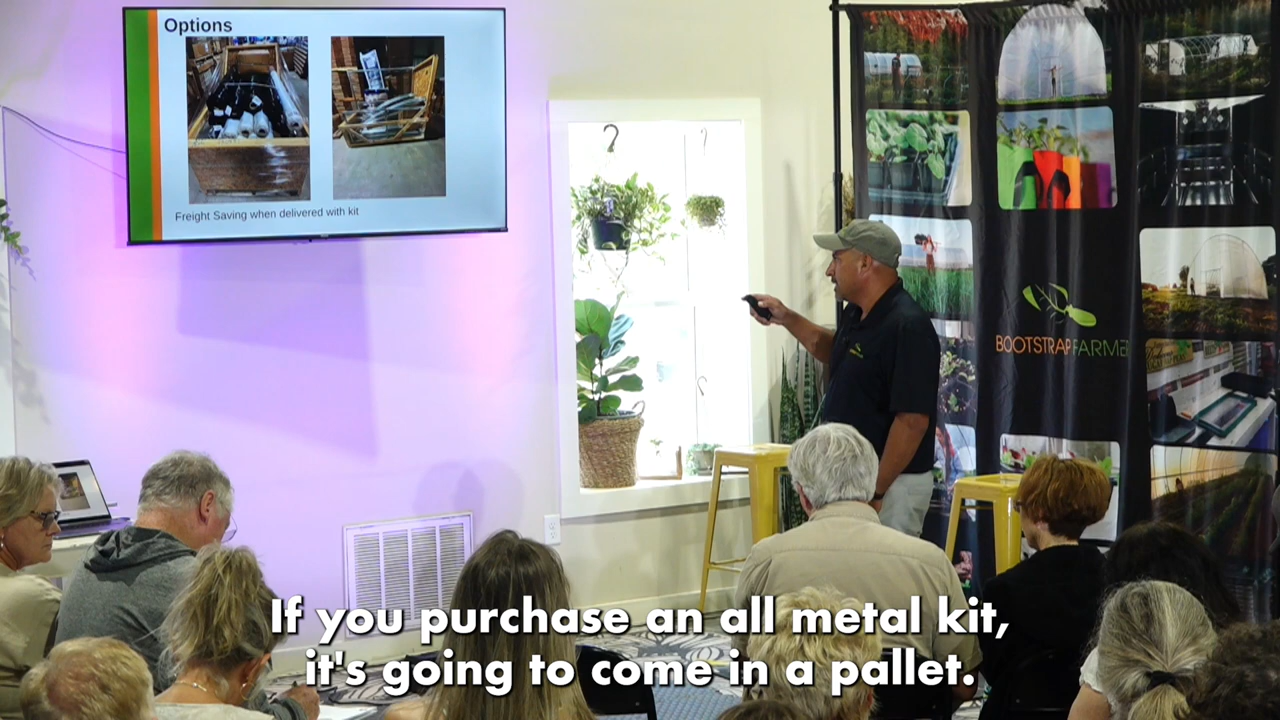 Options
Freight Saving when delivered with kit
BOOTSTRAP FARME
If you purchase an all metal kit,
it's going to come in a pallet.